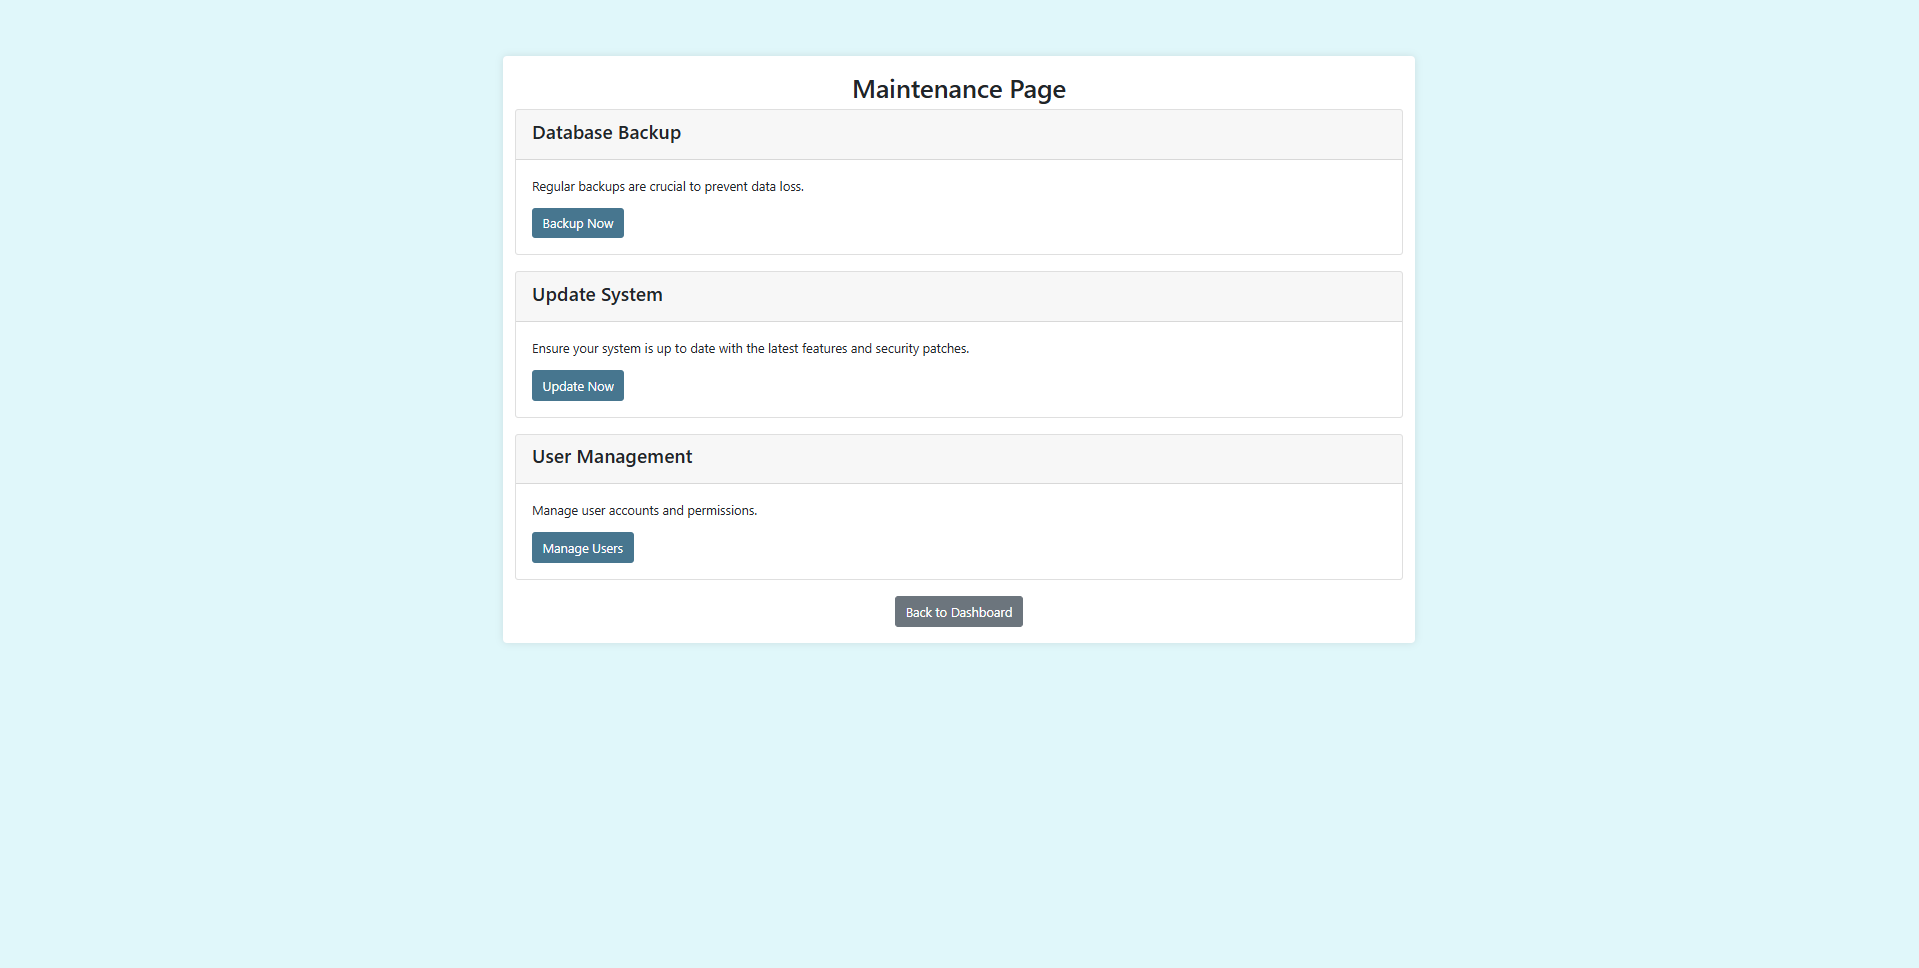 Maintenance Page
Database Backup
Regular backups are crucial to prevent data loss.
Backup Now
Update System
Ensure your system is up to date with the latest features and security patches.
Update Now
User Management
Manage user accounts and permissions.
Manage Users
Back to Dashboard